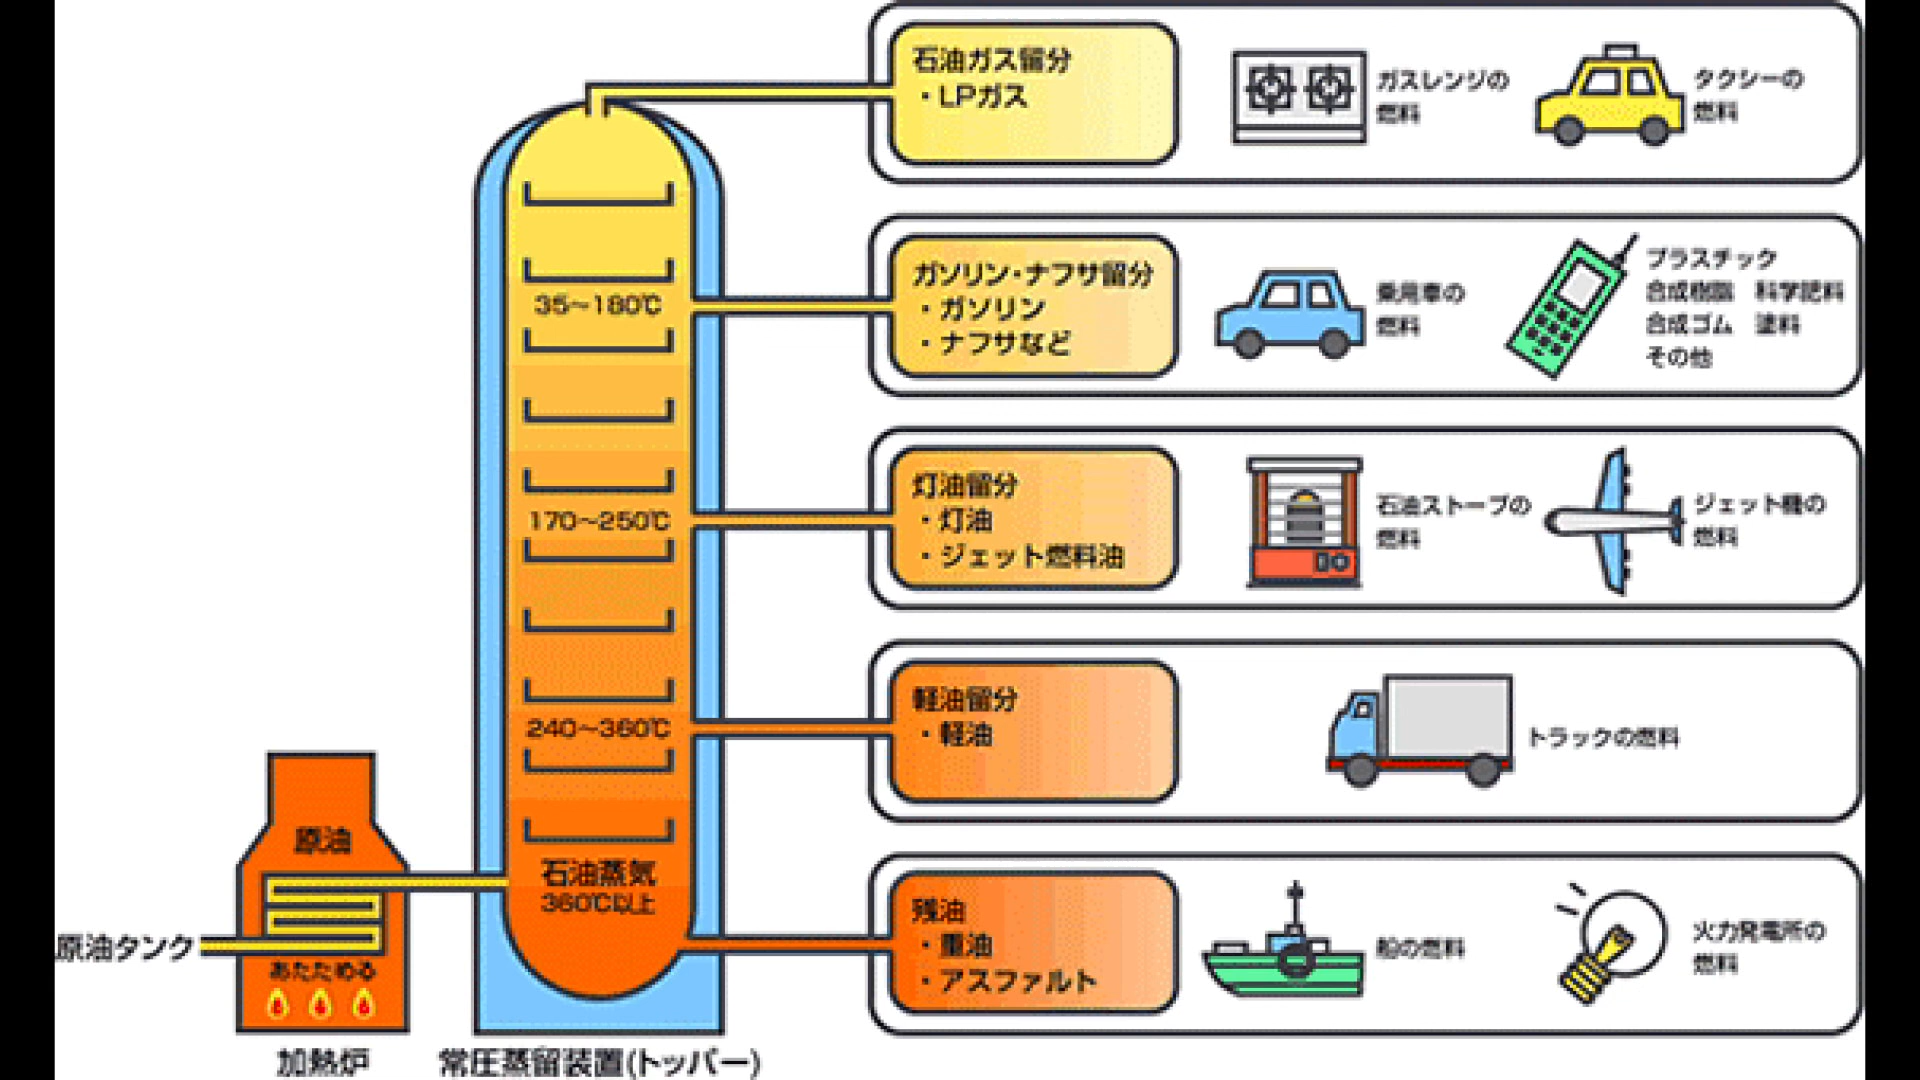 石油ガス留分
・LPガス
ガスレンジの
燃料
タクシーの
燃料
ガソリン・ナフサ留分
・ガソリン
・ナフサなど
乗用車の
燃料
プラスチック
合成樹脂 科学肥料
合成ゴム 塗料
その他
35〜180℃
灯油留分
・灯油
・ジェット燃料油
石油ストーブの
燃料
ジェット機の
燃料
170〜250℃
軽油留分
・軽油
トラックの燃料
240〜360℃
残油
・重油
・アスファルト
船の燃料
火力発電所の
燃料
石油蒸気
360℃以上
原油
原油タンク
あたためる
加熱炉
常圧蒸留装置(トッパー)